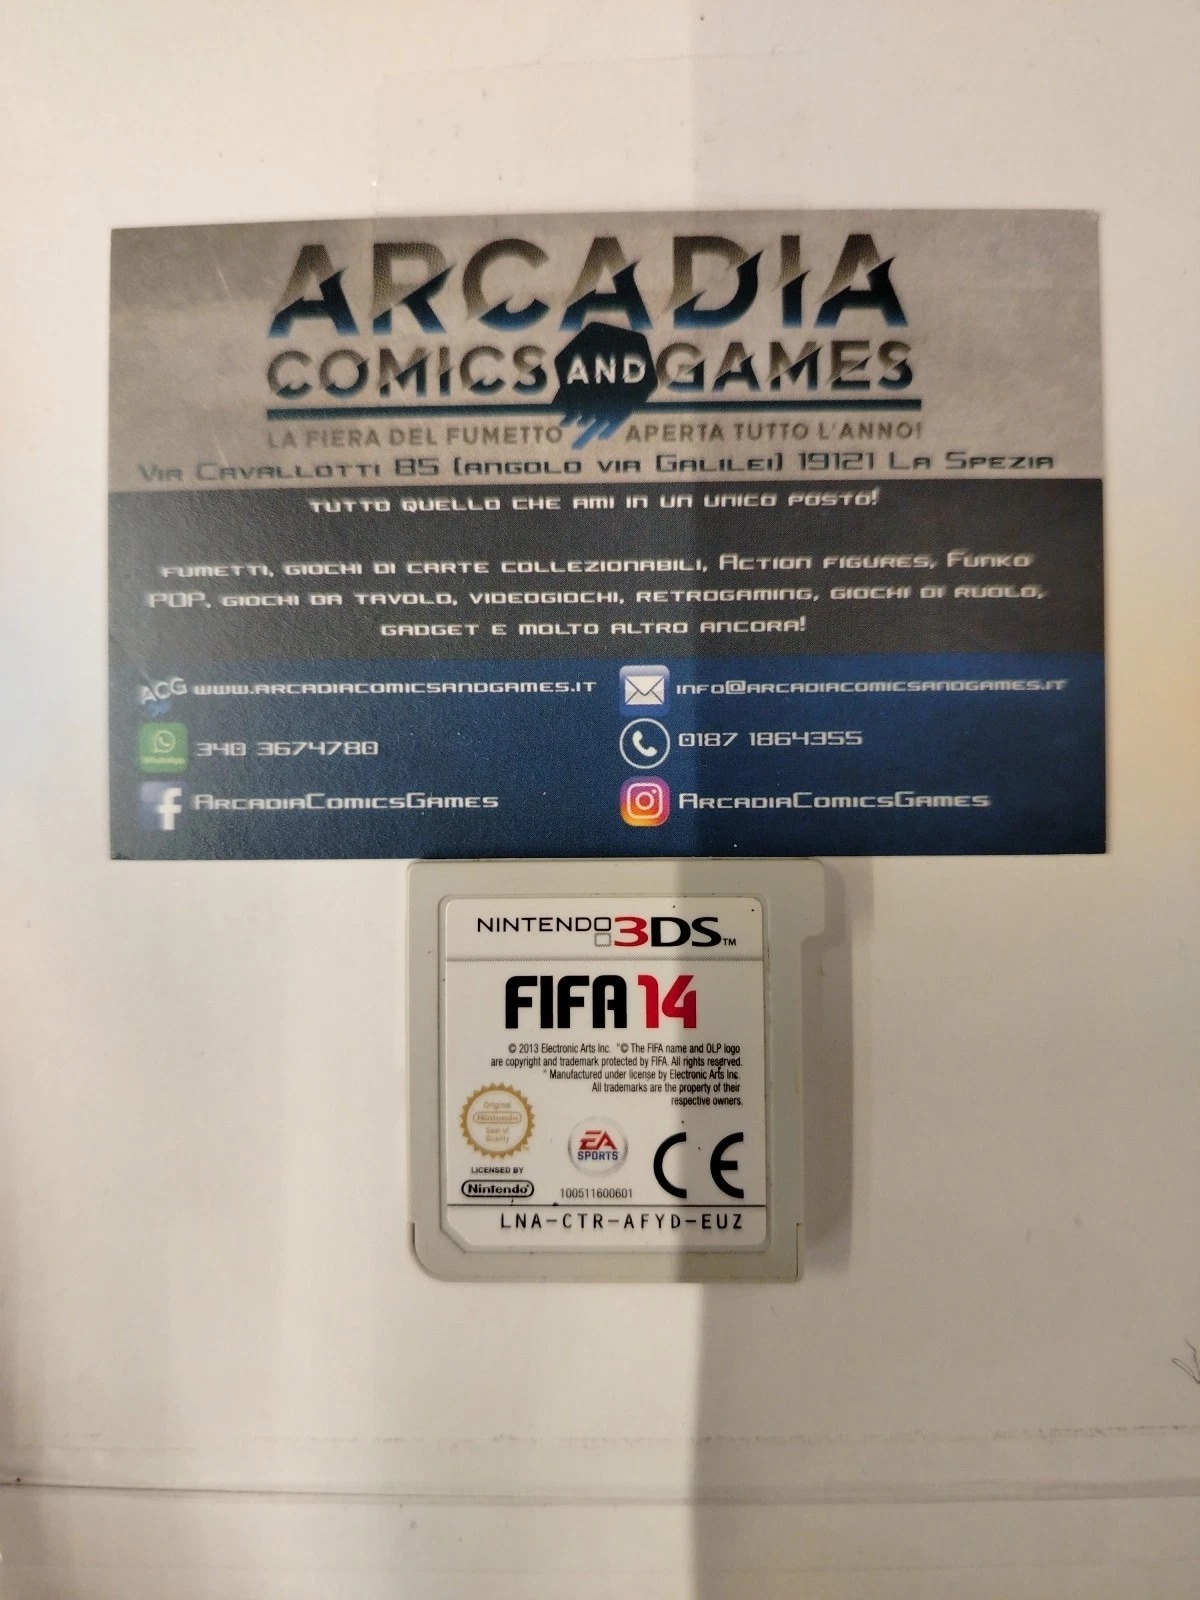 ARCADIA
COMICS AND GAMES
LA FIERA DEL FUMETTO APERTA TUTTO L'ANNO!
Via Cavallotti 85 (angolo via Galilei) 19121 La Spezia
tutto quello che ami in un unico posto!
fumetti, giochi di carte collezionabili, Action figures, Funko
POP, giochi da tavolo, videogiochi, retrogaming, giochi di ruolo,
gadget e molto altro ancora!
ACG www.arcadiacomicsandgames.it
info@arcadiacomicsandgames.it
WhatsApp 340 3674780
0187 1864355
f ArcadiaComicsGames
ArcadiaComicsGames
NINTENDO 3DS™
FIFA 14
© 2013 Electronic Arts Inc. "© The FIFA name and OLP logo
are copyright and trademark protected by FIFA. All rights reserved.
" Manufactured under license by Electronic Arts Inc.
All trademarks are the property of their
respective owners.
Original
Nintendo
Seal of
Quality
™
LICENSED BY
Nintendo®
EA
SPORTS
100511600601
CE
LNA-CTR-AFYD-EUZ